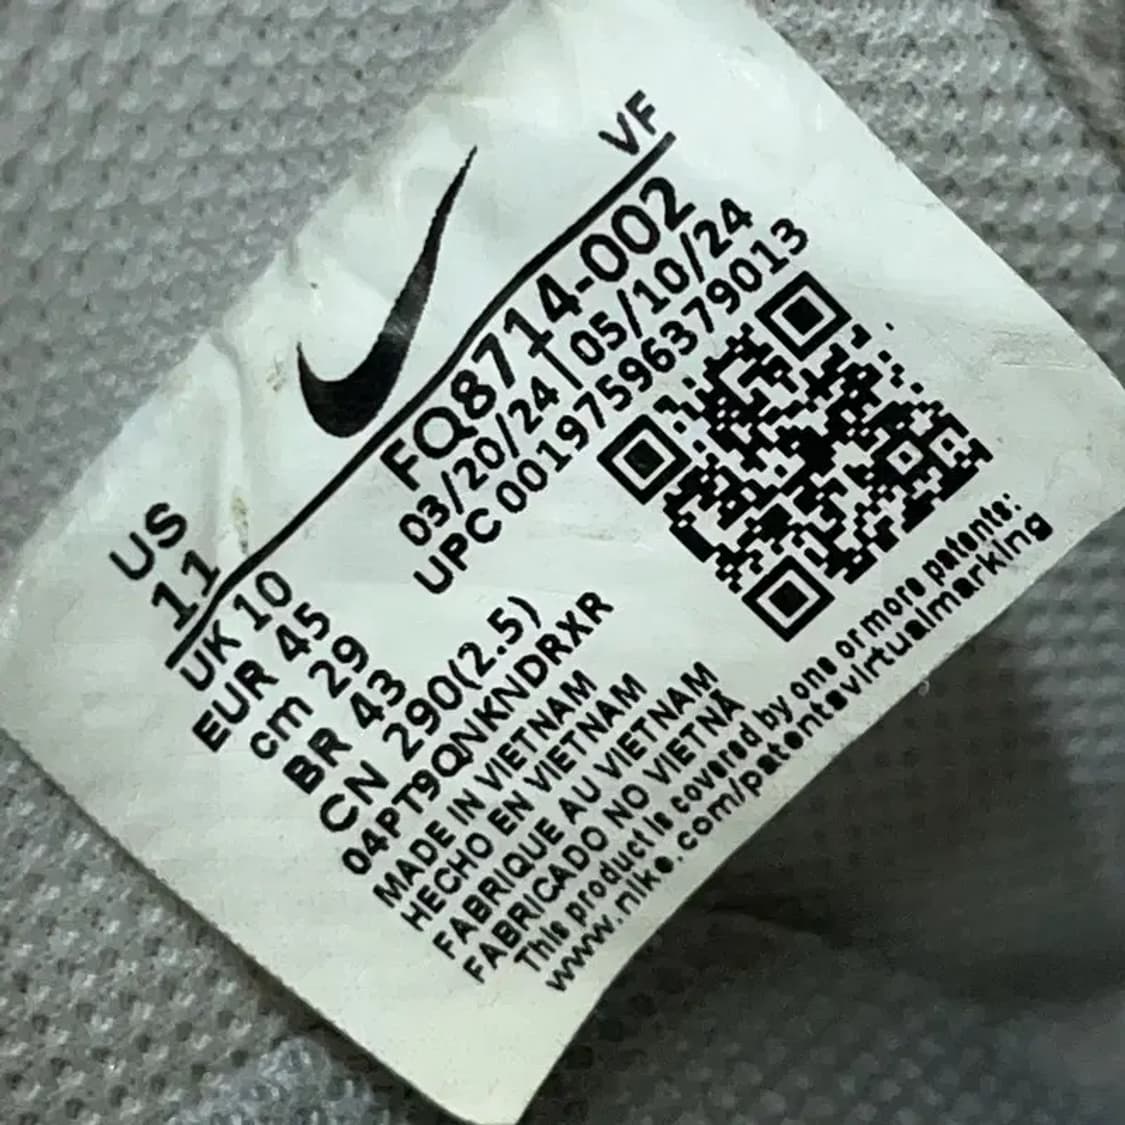 VF
US
11
UK 10
EUR 45
cm 29
BR 43
CN 290(2.5)
04PT9QNKNDRXR
FQ8714-002
03/20/24 | 05/10/24
UPC 00197596379013
MADE IN VIETNAM
HECHO EN VIETNAM
FABRIQUE AU VIETNAM
FABRICADO NO VIETNÃ
This product is covered by one or more patents:
www.nike.com/patentsvirtualmarking